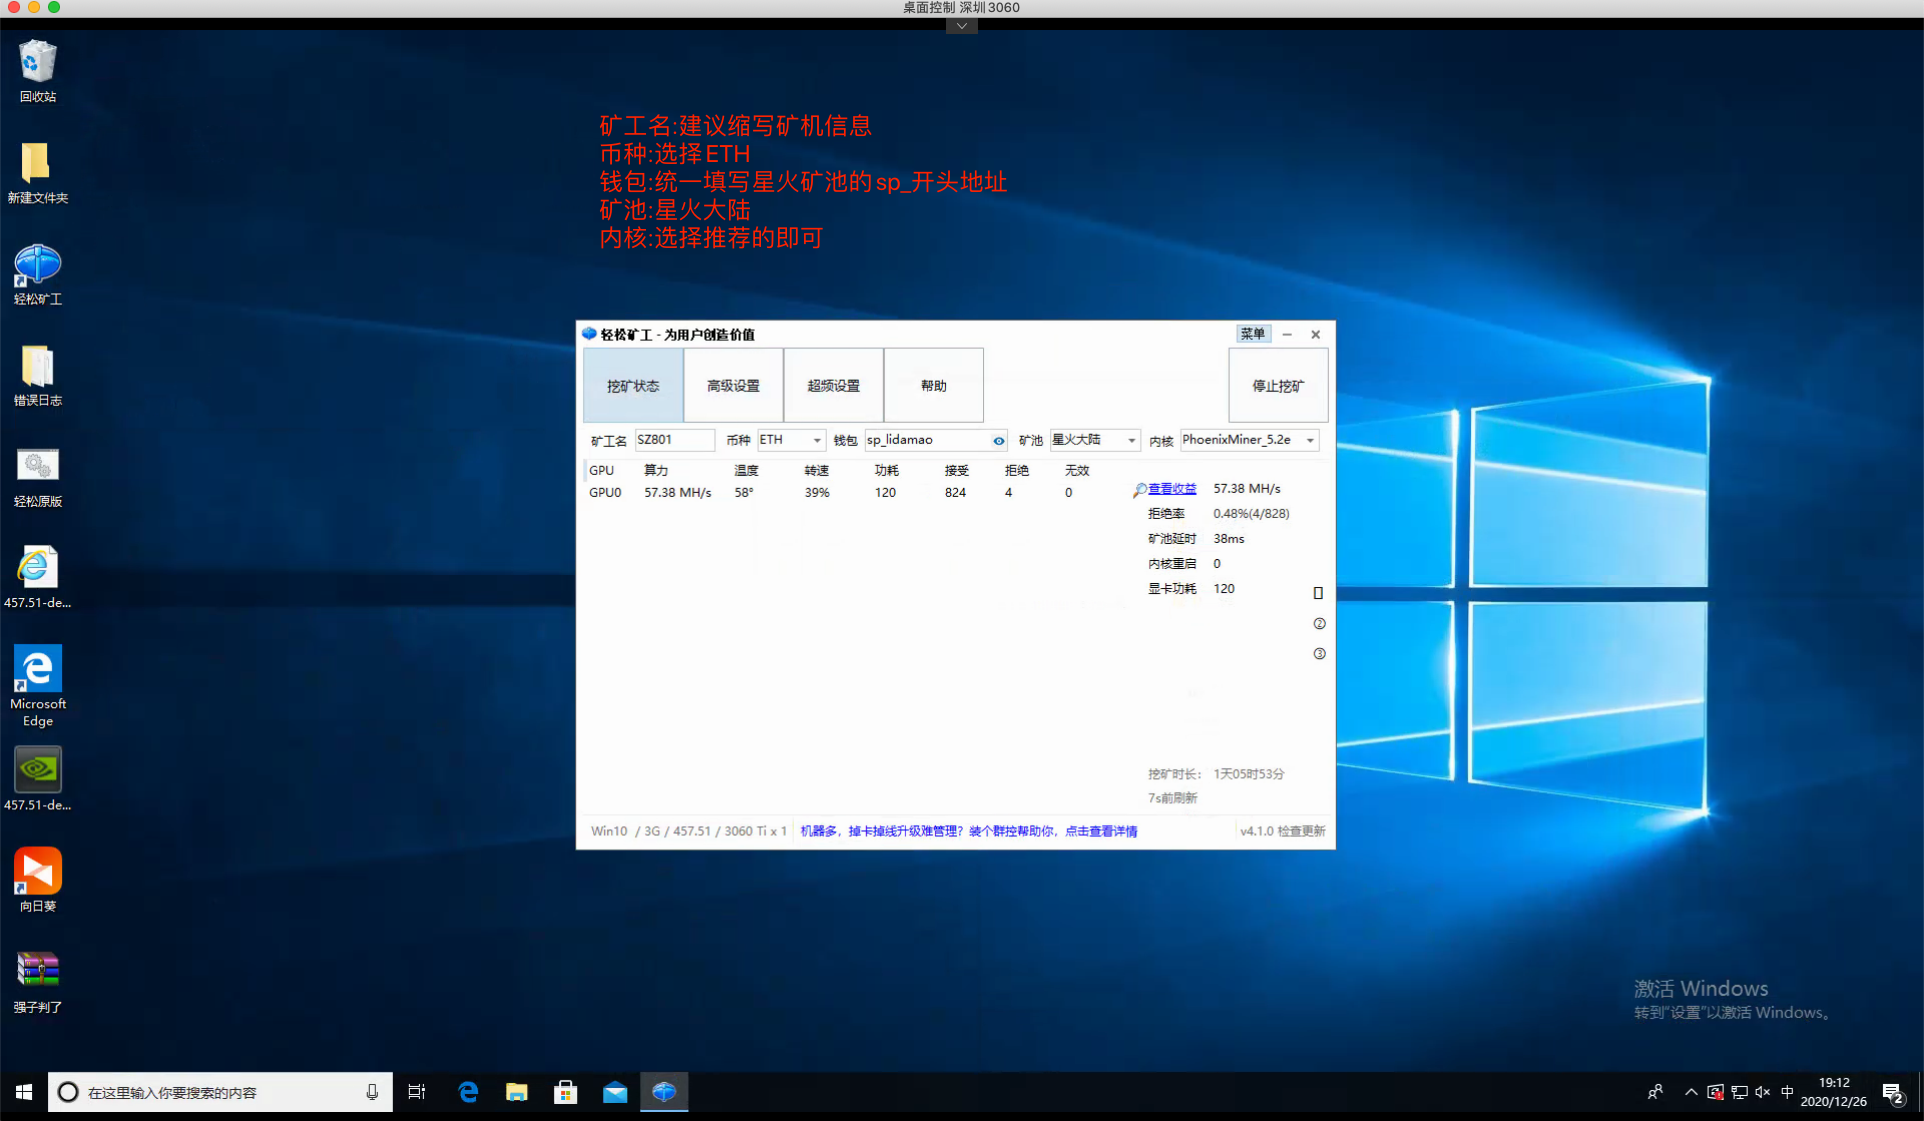 桌面控制 深圳3060
回收站
新建文件夹
轻松矿工
错误日志
轻松原版
457.51-de...
Microsoft
Edge
457.51-de...
向日葵
强子判了
矿工名:建议缩写矿机信息
币种:选择ETH
钱包:统一填写星火矿池的sp_开头地址
矿池:星火大陆
内核:选择推荐的即可
轻松矿工 - 为用户创造价值 菜单
挖矿状态 高级设置 超频设置 帮助 停止挖矿
矿工名 SZ801 币种 ETH 钱包 sp_lidamao 矿池 星火大陆 内核 PhoenixMiner_5.2e
GPU 算力 温度 转速 功耗 接受 拒绝 无效
GPU0 57.38 MH/s 58° 39% 120 824 4 0
查看收益 57.38 MH/s
拒绝率 0.48%(4/828)
矿池延时 38ms
内核重启 0
显卡功耗 120
②
③
挖矿时长： 1天05时53分
7s前刷新
Win10 / 3G / 457.51 / 3060 Ti x 1 机器多，掉卡掉线升级难管理？装个群控帮助你，点击查看详情 v4.1.0 检查更新
激活 Windows
转到“设置”以激活 Windows。
在这里输入你要搜索的内容
中
19:12
2020/12/26
2